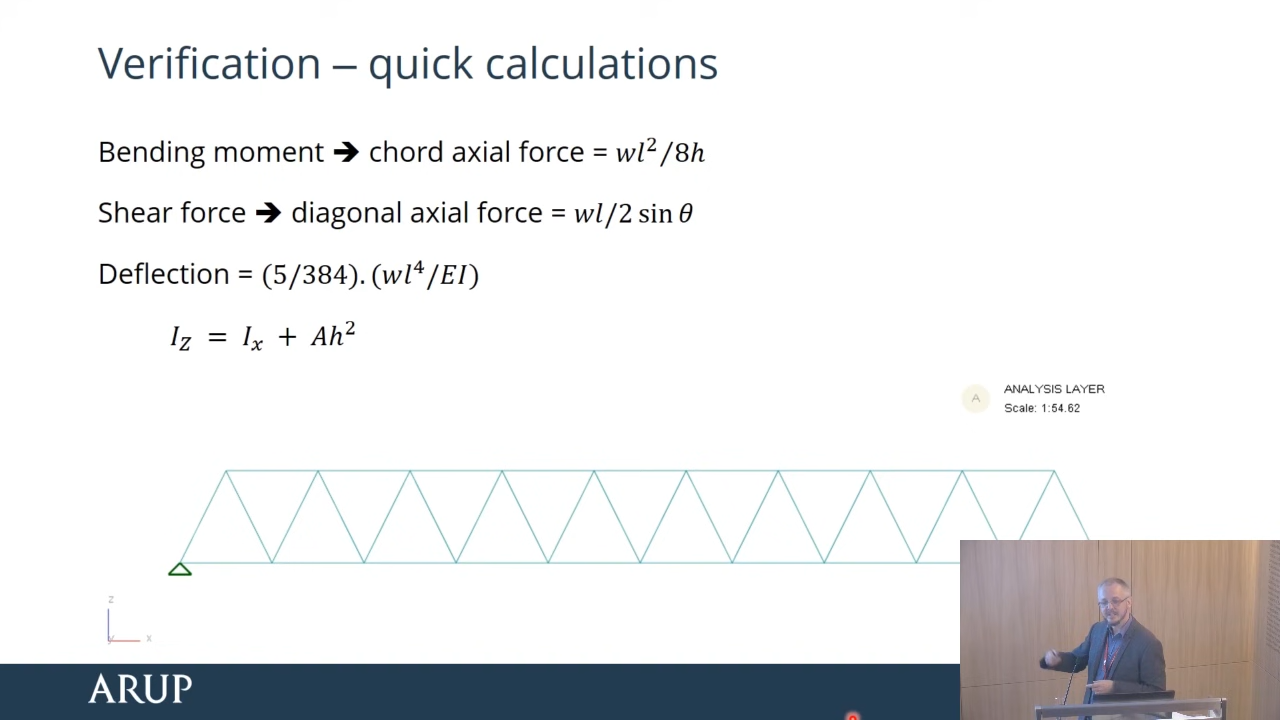 Verification – quick calculations
Bending moment 🡺 chord axial force = 𝑤𝑙²/8ℎ
Shear force 🡺 diagonal axial force = 𝑤𝑙/2 sin 𝜃
Deflection = (5/384). (𝑤𝑙⁴/𝐸𝐼)
𝐼_Z = 𝐼ₓ + 𝐴ℎ²
A
ANALYSIS LAYER
Scale: 1:54.62
z
y x
ARUP